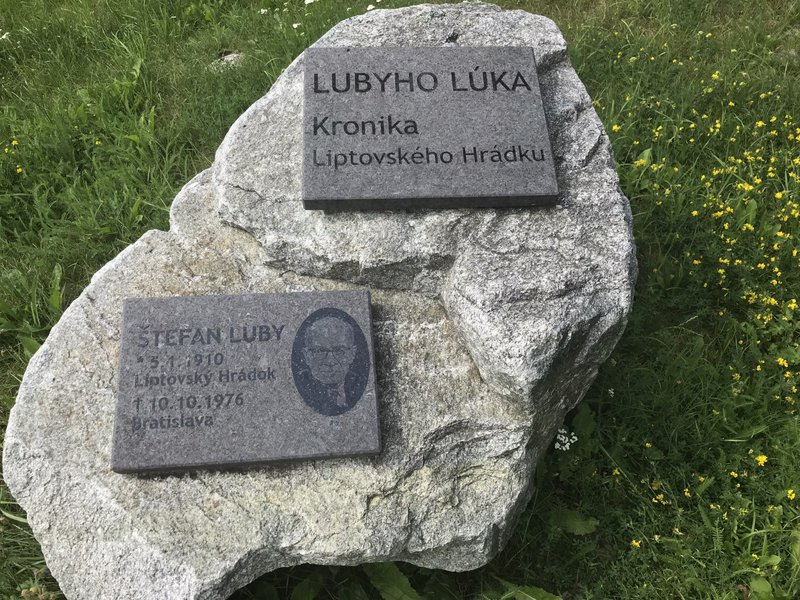 LUBYHO LÚKA
Kronika
Liptovského Hrádku
ŠTEFAN LUBY
* 5.1.1910
Liptovský Hrádok
† 10.10.1976
Bratislava